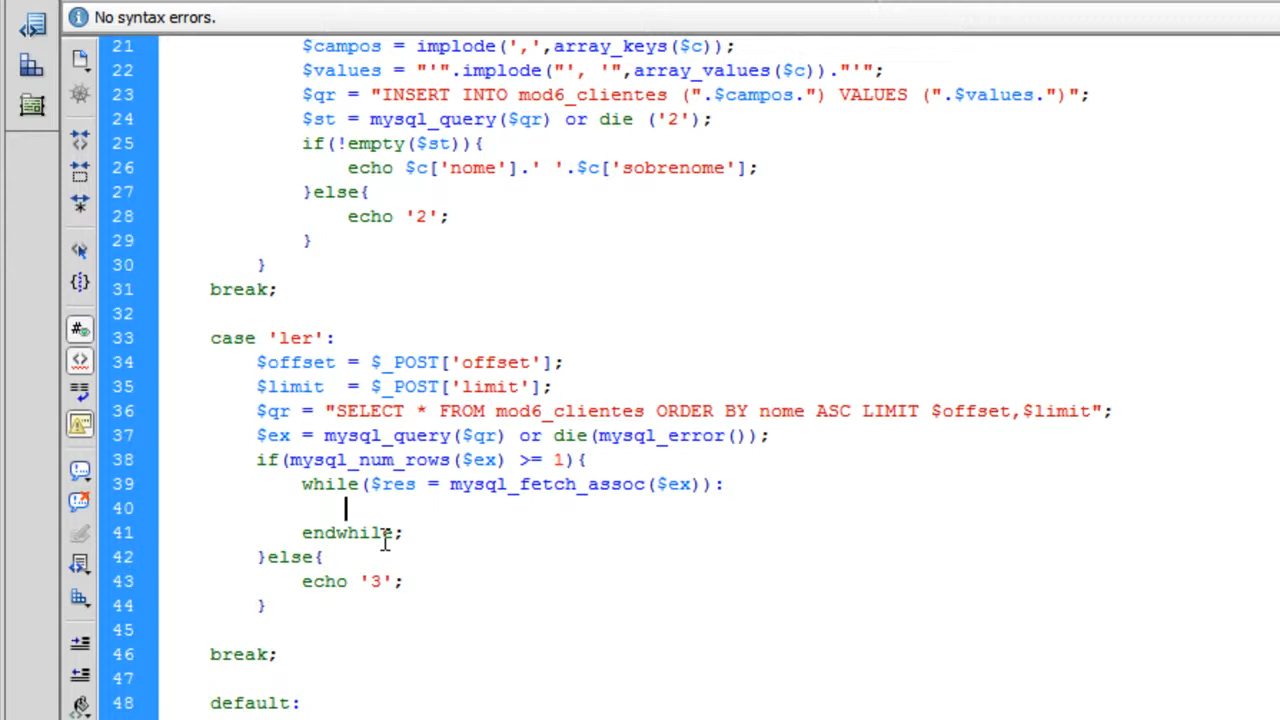 No syntax errors.
21 $campos = implode(',',array_keys($c));
22 $values = "'".implode("', '",array_values($c))."'";
23 $qr = "INSERT INTO mod6_clientes (".$campos.") VALUES (".$values.")";
24 $st = mysql_query($qr) or die ('2');
25 if(!empty($st)){
26 echo $c['nome'].' '.$c['sobrenome'];
27 }else{
28 echo '2';
29 }
30 }
31 break;
32
33 case 'ler':
34 $offset = $_POST['offset'];
35 $limit  = $_POST['limit'];
36 $qr = "SELECT * FROM mod6_clientes ORDER BY nome ASC LIMIT $offset,$limit";
37 $ex = mysql_query($qr) or die(mysql_error());
38 if(mysql_num_rows($ex) >= 1){
39 while($res = mysql_fetch_assoc($ex)):
40
41 endwhile;
42 }else{
43 echo '3';
44 }
45
46 break;
47
48 default: